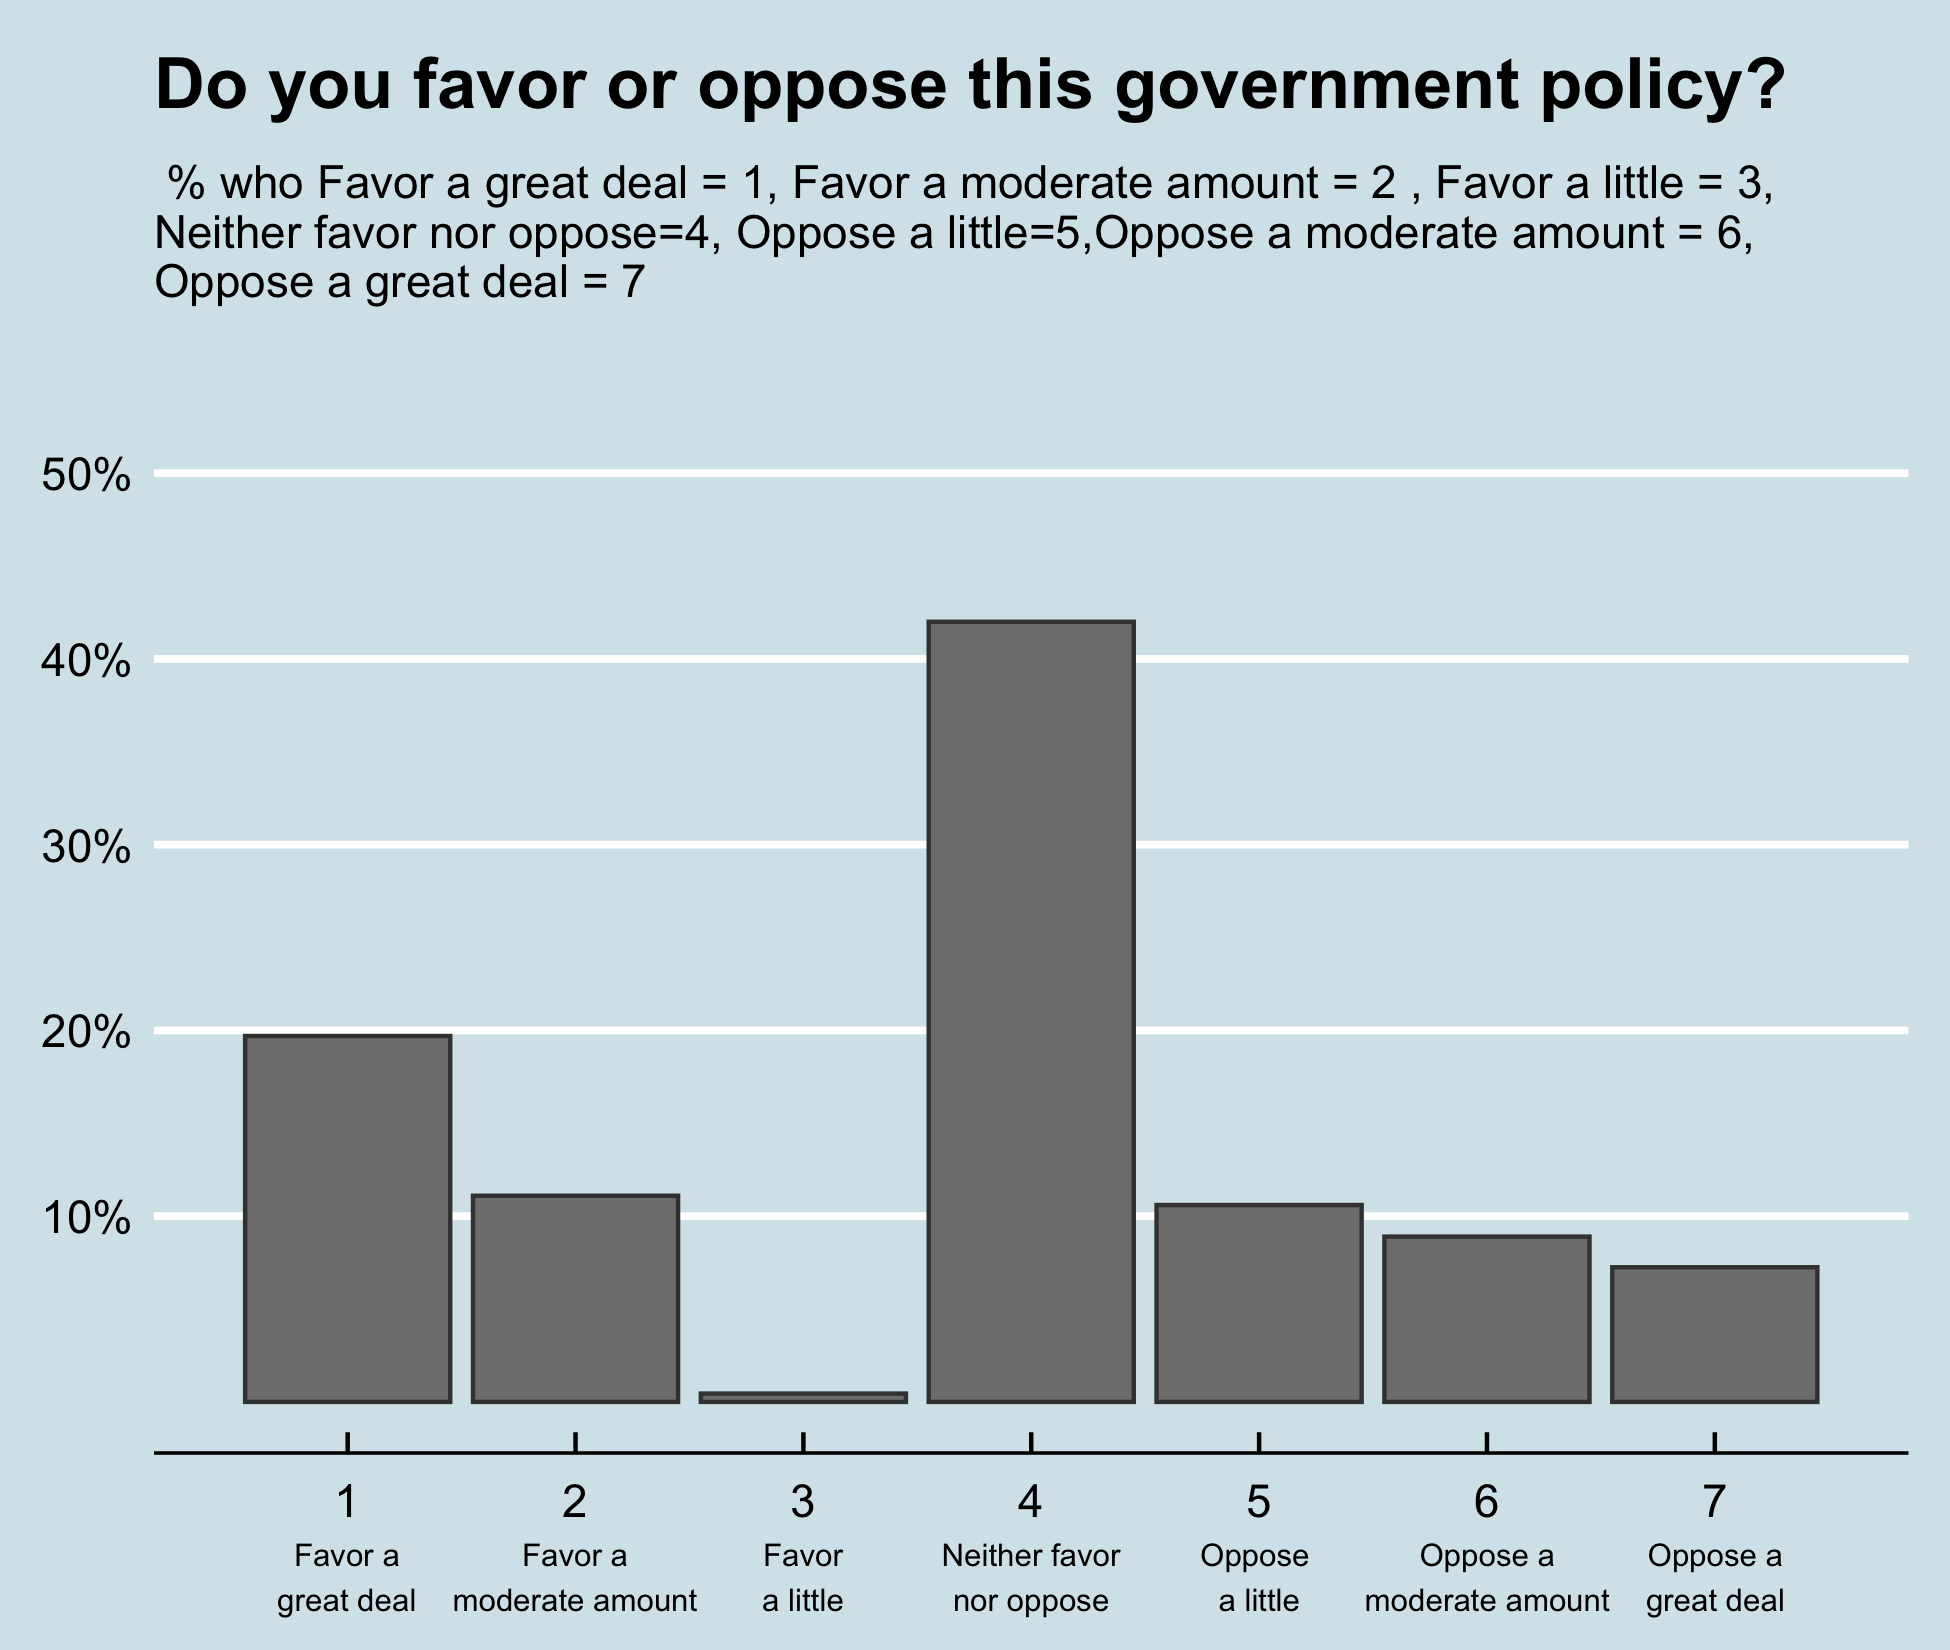 Do you favor or oppose this government policy?
% who Favor a great deal = 1, Favor a moderate amount = 2 , Favor a little = 3,
Neither favor nor oppose=4, Oppose a little=5,Oppose a moderate amount = 6,
Oppose a great deal = 7
50%
40%
30%
20%
10%
1 2 3 4 5 6 7
Favor a Favor a Favor Neither favor Oppose Oppose a Oppose a
great deal moderate amount a little nor oppose a little moderate amount great deal